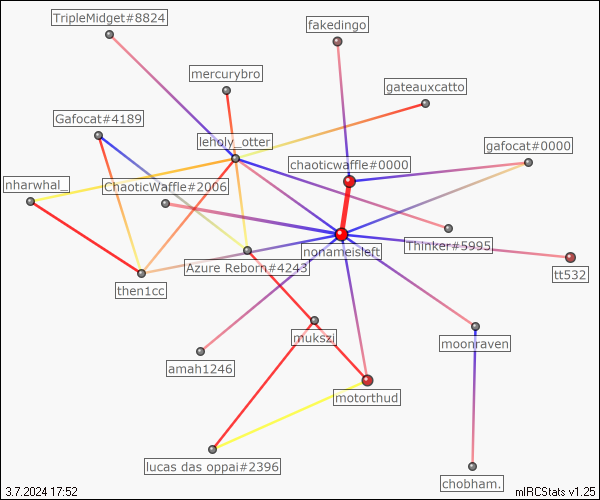 TripleMidget#8824
fakedingo
mercurybro
gateauxcatto
Gafocat#4189
leholy_otter
gafocat#0000
chaoticwaffle#0000
nharwhal_
ChaoticWaffle#2006
Thinker#5995
nonameisleft
Azure Reborn#4243
tt532
then1cc
mukszi
moonraven
amah1246
motorthud
lucas das oppai#2396
chobham.
3.7.2024 17:52
mIRCStats v1.25